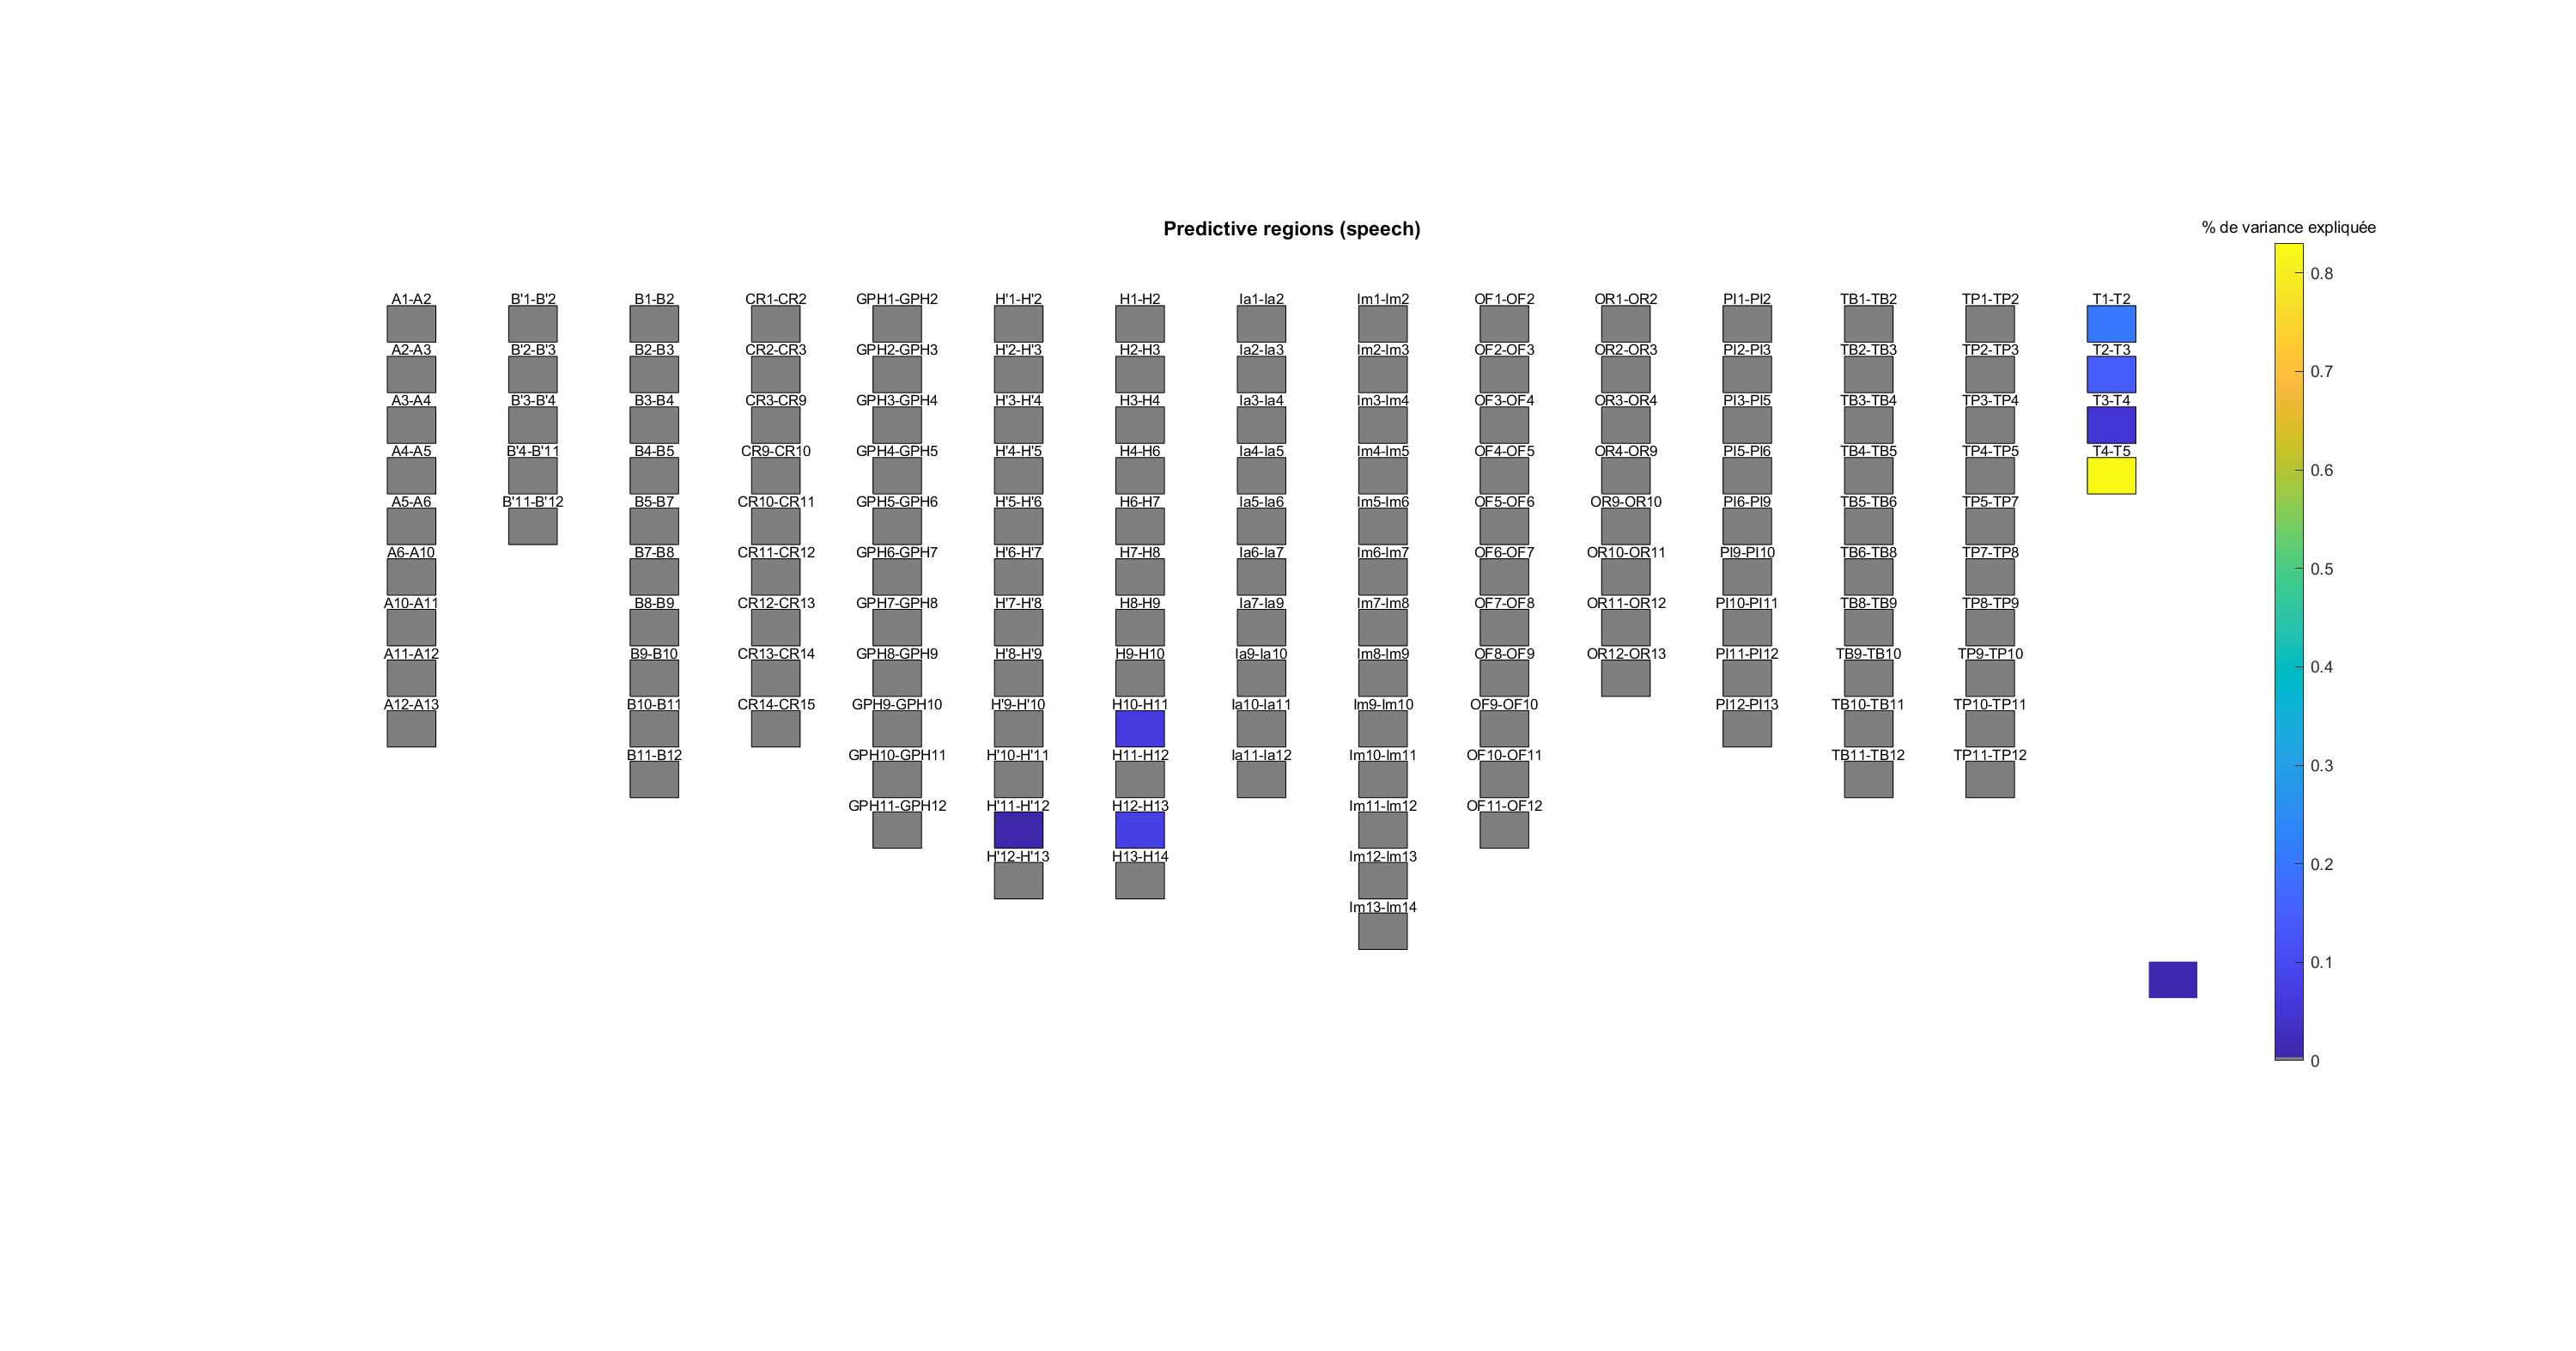 Predictive regions (speech)
% de variance expliquée
A1-A2 B'1-B'2 B1-B2 CR1-CR2 GPH1-GPH2 H'1-H'2 H1-H2 Ia1-Ia2 Im1-Im2 OF1-OF2 OR1-OR2 PI1-PI2 TB1-TB2 TP1-TP2 T1-T2
A2-A3 B'2-B'3 B2-B3 CR2-CR3 GPH2-GPH3 H'2-H'3 H2-H3 Ia2-Ia3 Im2-Im3 OF2-OF3 OR2-OR3 PI2-PI3 TB2-TB3 TP2-TP3 T2-T3
A3-A4 B'3-B'4 B3-B4 CR3-CR9 GPH3-GPH4 H'3-H'4 H3-H4 Ia3-Ia4 Im3-Im4 OF3-OF4 OR3-OR4 PI3-PI5 TB3-TB4 TP3-TP4 T3-T4
A4-A5 B'4-B'11 B4-B5 CR9-CR10 GPH4-GPH5 H'4-H'5 H4-H6 Ia4-Ia5 Im4-Im5 OF4-OF5 OR4-OR9 PI5-PI6 TB4-TB5 TP4-TP5 T4-T5
A5-A6 B'11-B'12 B5-B7 CR10-CR11 GPH5-GPH6 H'5-H'6 H6-H7 Ia5-Ia6 Im5-Im6 OF5-OF6 OR9-OR10 PI6-PI9 TB5-TB6 TP5-TP7
A6-A10 B7-B8 CR11-CR12 GPH6-GPH7 H'6-H'7 H7-H8 Ia6-Ia7 Im6-Im7 OF6-OF7 OR10-OR11 PI9-PI10 TB6-TB8 TP7-TP8
A10-A11 B8-B9 CR12-CR13 GPH7-GPH8 H'7-H'8 H8-H9 Ia7-Ia9 Im7-Im8 OF7-OF8 OR11-OR12 PI10-PI11 TB8-TB9 TP8-TP9
A11-A12 B9-B10 CR13-CR14 GPH8-GPH9 H'8-H'9 H9-H10 Ia9-Ia10 Im8-Im9 OF8-OF9 OR12-OR13 PI11-PI12 TB9-TB10 TP9-TP10
A12-A13 B10-B11 CR14-CR15 GPH9-GPH10 H'9-H'10 H10-H11 Ia10-Ia11 Im9-Im10 OF9-OF10 PI12-PI13 TB10-TB11 TP10-TP11
B11-B12 GPH10-GPH11 H'10-H'11 H11-H12 Ia11-Ia12 Im10-Im11 OF10-OF11 TB11-TB12 TP11-TP12
GPH11-GPH12 H'11-H'12 H12-H13 Im11-Im12 OF11-OF12
H'12-H'13 H13-H14 Im12-Im13
Im13-Im14
0.8
0.7
0.6
0.5
0.4
0.3
0.2
0.1
0